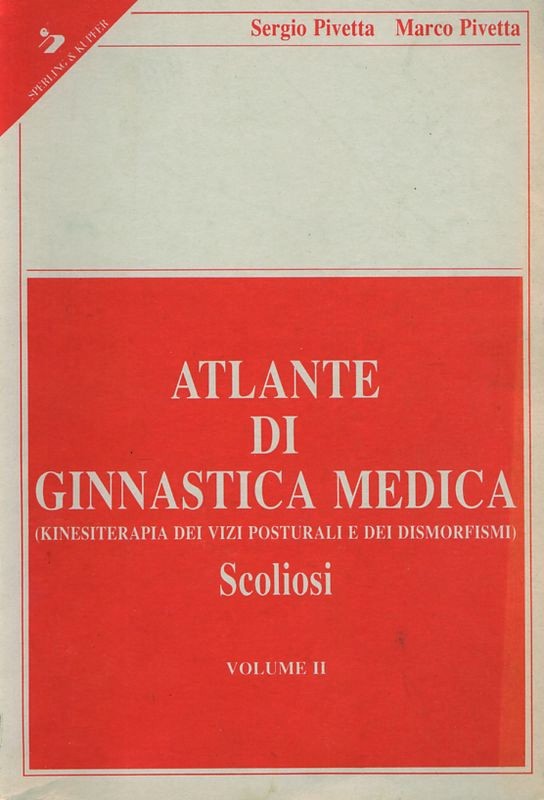 SPERLING & KUPFER
Sergio Pivetta Marco Pivetta
ATLANTE
DI
GINNASTICA MEDICA
(KINESITERAPIA DEI VIZI POSTURALI E DEI DISMORFISMI)
Scoliosi
VOLUME II